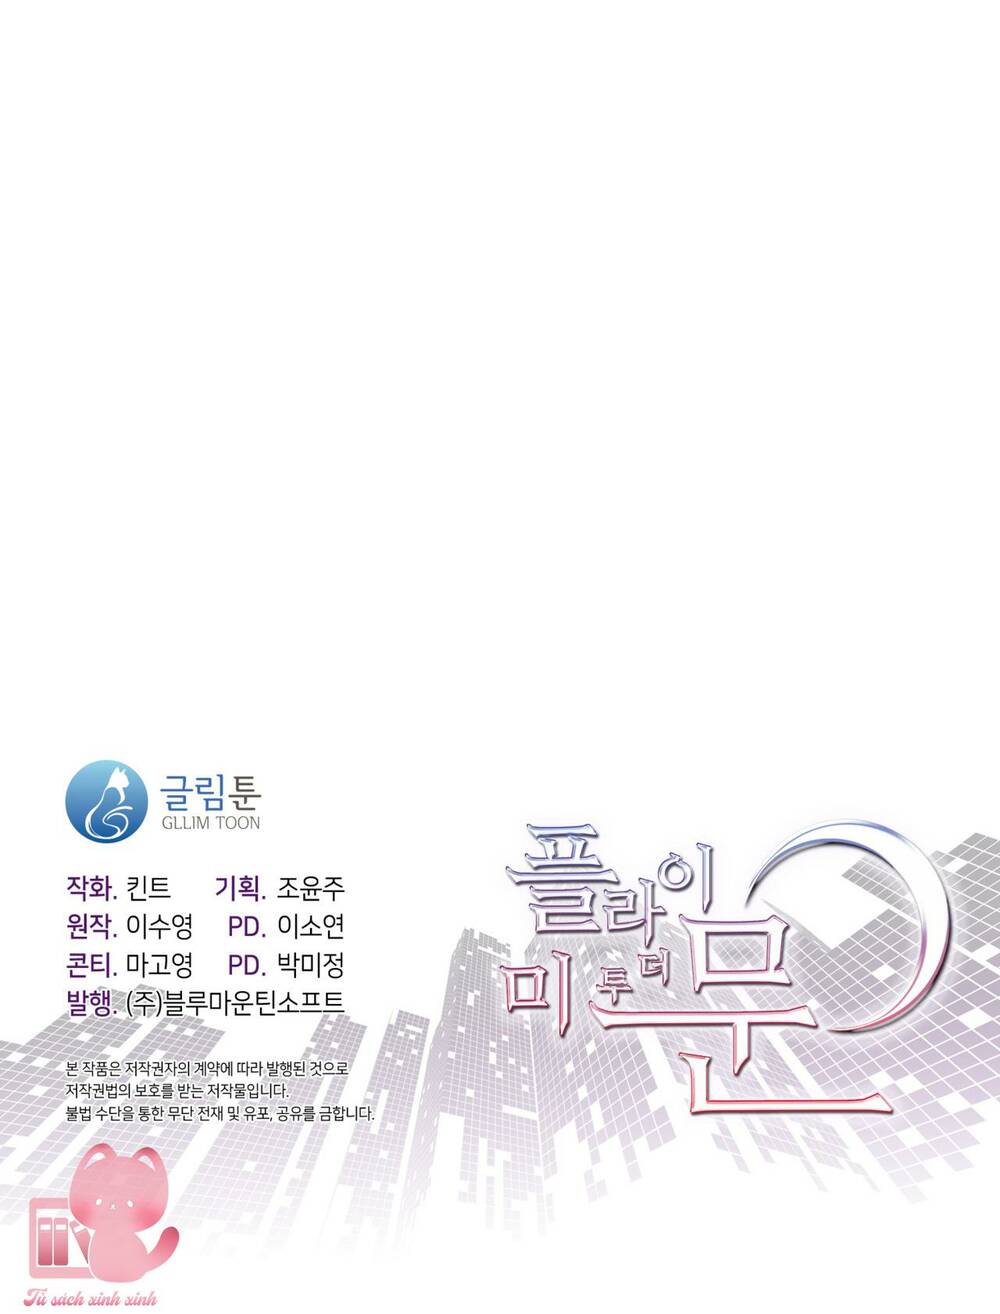 글림툰
GLLIM TOON
작화. 킨트 기획. 조윤주
원작. 이수영 PD. 이소연
콘티. 마고영 PD. 박미정
발행. (주)블루마운틴소프트
본 작품은 저작권자의 계약에 따라 발행된 것으로
저작권법의 보호를 받는 저작물입니다.
불법 수단을 통한 무단 전재 및 유포, 공유를 금합니다.
플라이
미투더문
Tủ sách xinh xinh